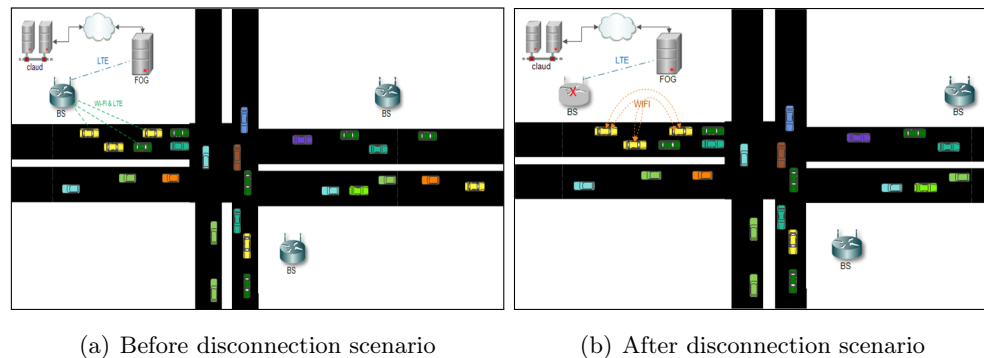 claud
LTE
FOG
BS
Wi-Fi & LTE
BS
BS
claud
LTE
FOG
BS
X
WIFI
BS
BS
(a) Before disconnection scenario
(b) After disconnection scenario